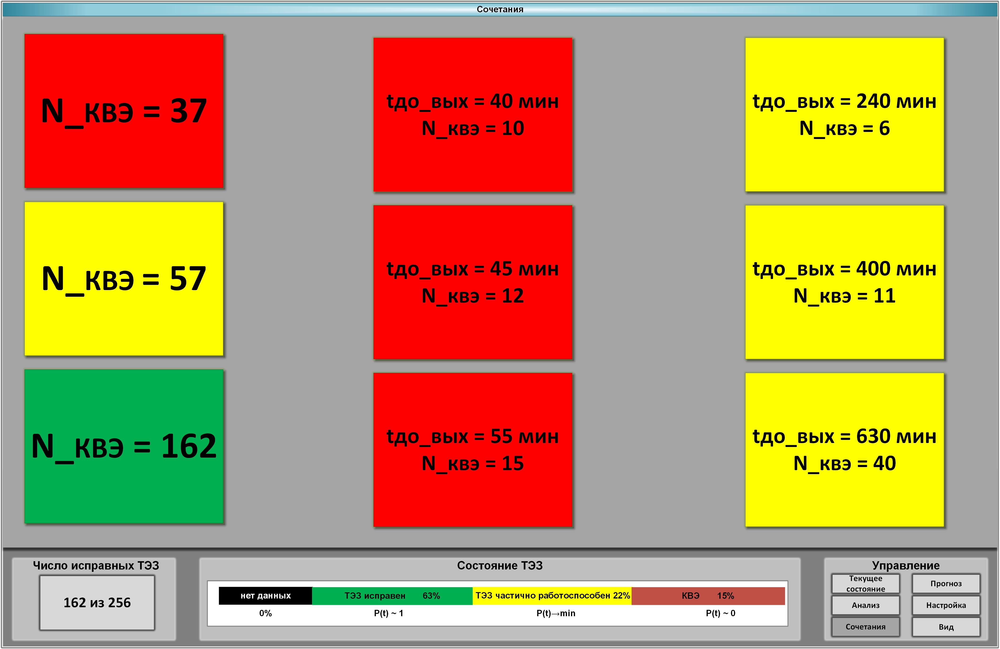 Сочетания
N_квэ = 37
tдо_вых = 40 мин
N_квэ = 10
tдо_вых = 240 мин
N_квэ = 6
N_квэ = 57
tдо_вых = 45 мин
N_квэ = 12
tдо_вых = 400 мин
N_квэ = 11
N_квэ = 162
tдо_вых = 55 мин
N_квэ = 15
tдо_вых = 630 мин
N_квэ = 40
Число исправных ТЭЗ
162 из 256
Состояние ТЭЗ
нет данных
ТЭЗ исправен 63%
ТЭЗ частично работоспособен 22%
КВЭ 15%
0%
P(t) ~ 1
P(t)→min
P(t) ~ 0
Управление
Текущее
состояние
Прогноз
Анализ
Настройка
Сочетания
Вид